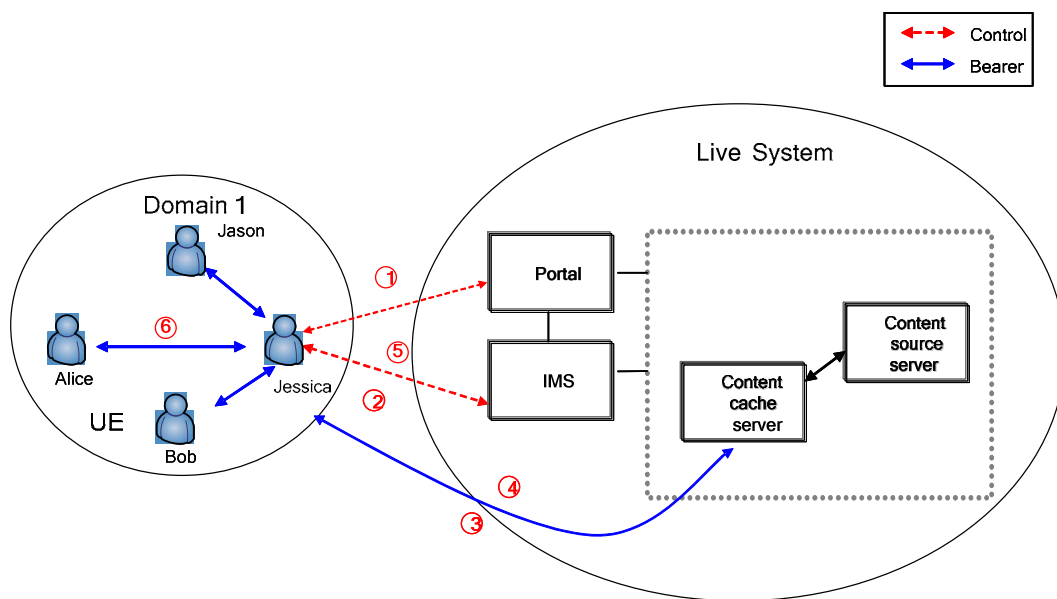 Control
Bearer
Live System
Domain 1
Jason
①
Portal
⑥
⑤
Content
source
server
Alice
Jessica
IMS
②
Content
cache
server
UE
Bob
④
③